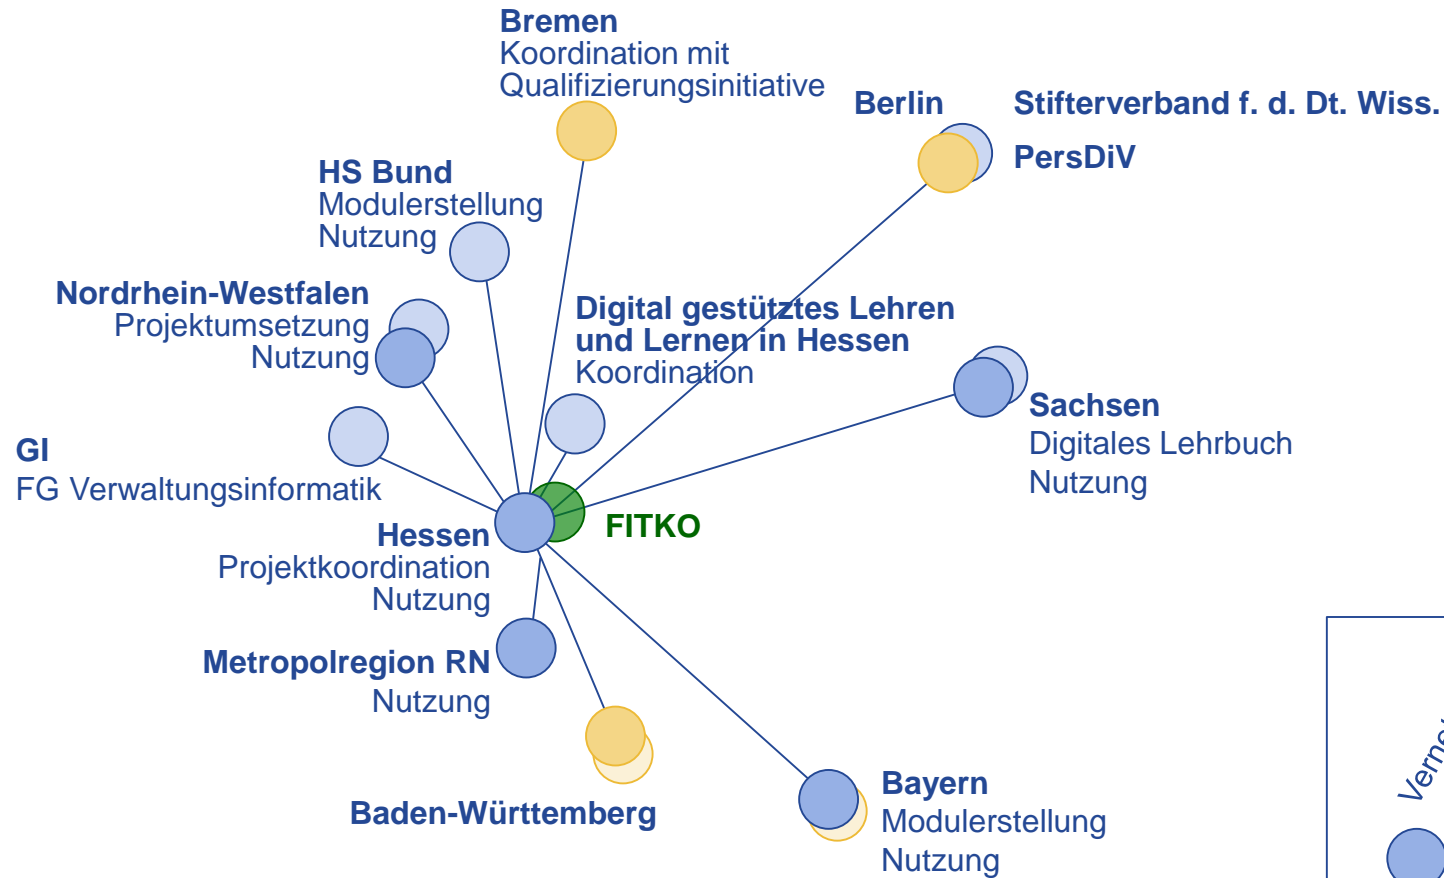 Bremen
Koordination mit
Qualifizierungsinitiative
Berlin
Stifterverband f. d. Dt. Wiss.
PersDiV
HS Bund
Modulerstellung
Nutzung
Nordrhein-Westfalen
Projektumsetzung
Nutzung
Digital gestütztes Lehren
und Lernen in Hessen
Koordination
Sachsen
Digitales Lehrbuch
Nutzung
GI
FG Verwaltungsinformatik
FITKO
Hessen
Projektkoordination
Nutzung
Metropolregion RN
Nutzung
Baden-Württemberg
Bayern
Modulerstellung
Nutzung